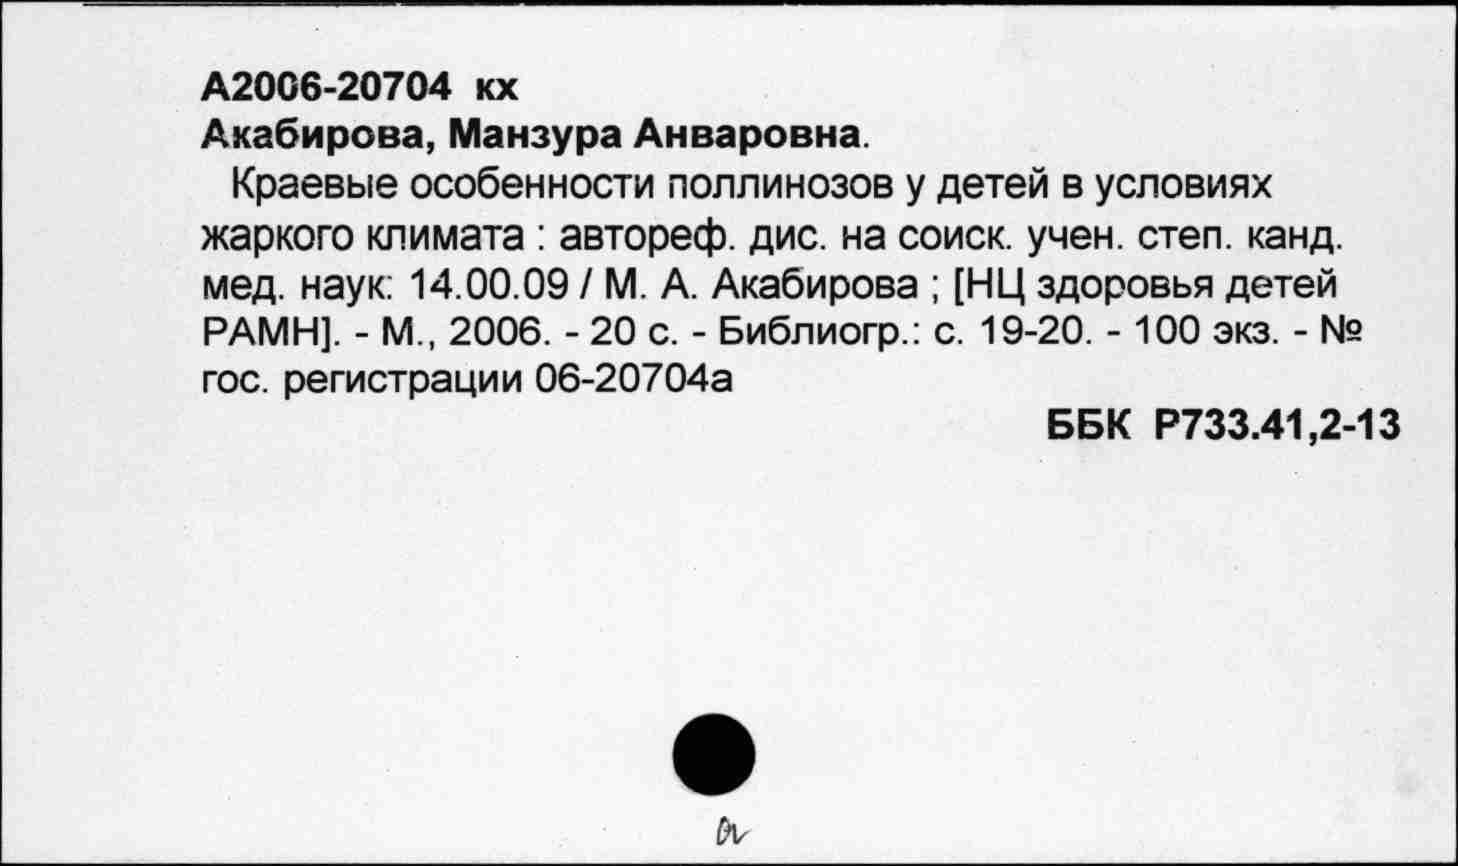 А2006-20704 кх
Акабирова, Манзура Анваровна.
Краевые особенности поллинозов у детей в условиях
жаркого климата : автореф. дис. на соиск. учен. степ. канд.
мед. наук: 14.00.09 / М. А. Акабирова ; [НЦ здоровья детей
РАМН]. - М., 2006. - 20 с. - Библиогр.: с. 19-20. - 100 экз. - №
гос. регистрации 06-20704а
ББК Р733.41,2-13